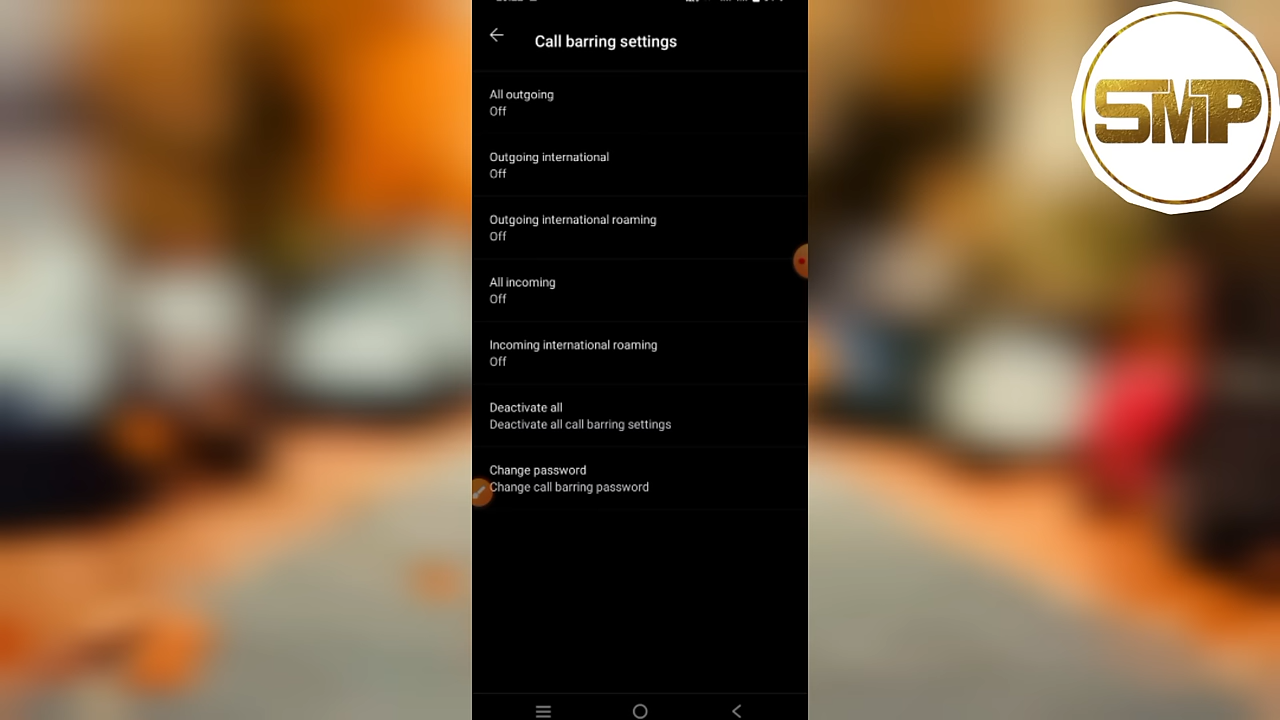 Call barring settings
SMP
All outgoing
Off
Outgoing international
Off
Outgoing international roaming
Off
All incoming
Off
Incoming international roaming
Off
Deactivate all
Deactivate all call barring settings
Change password
Change call barring password